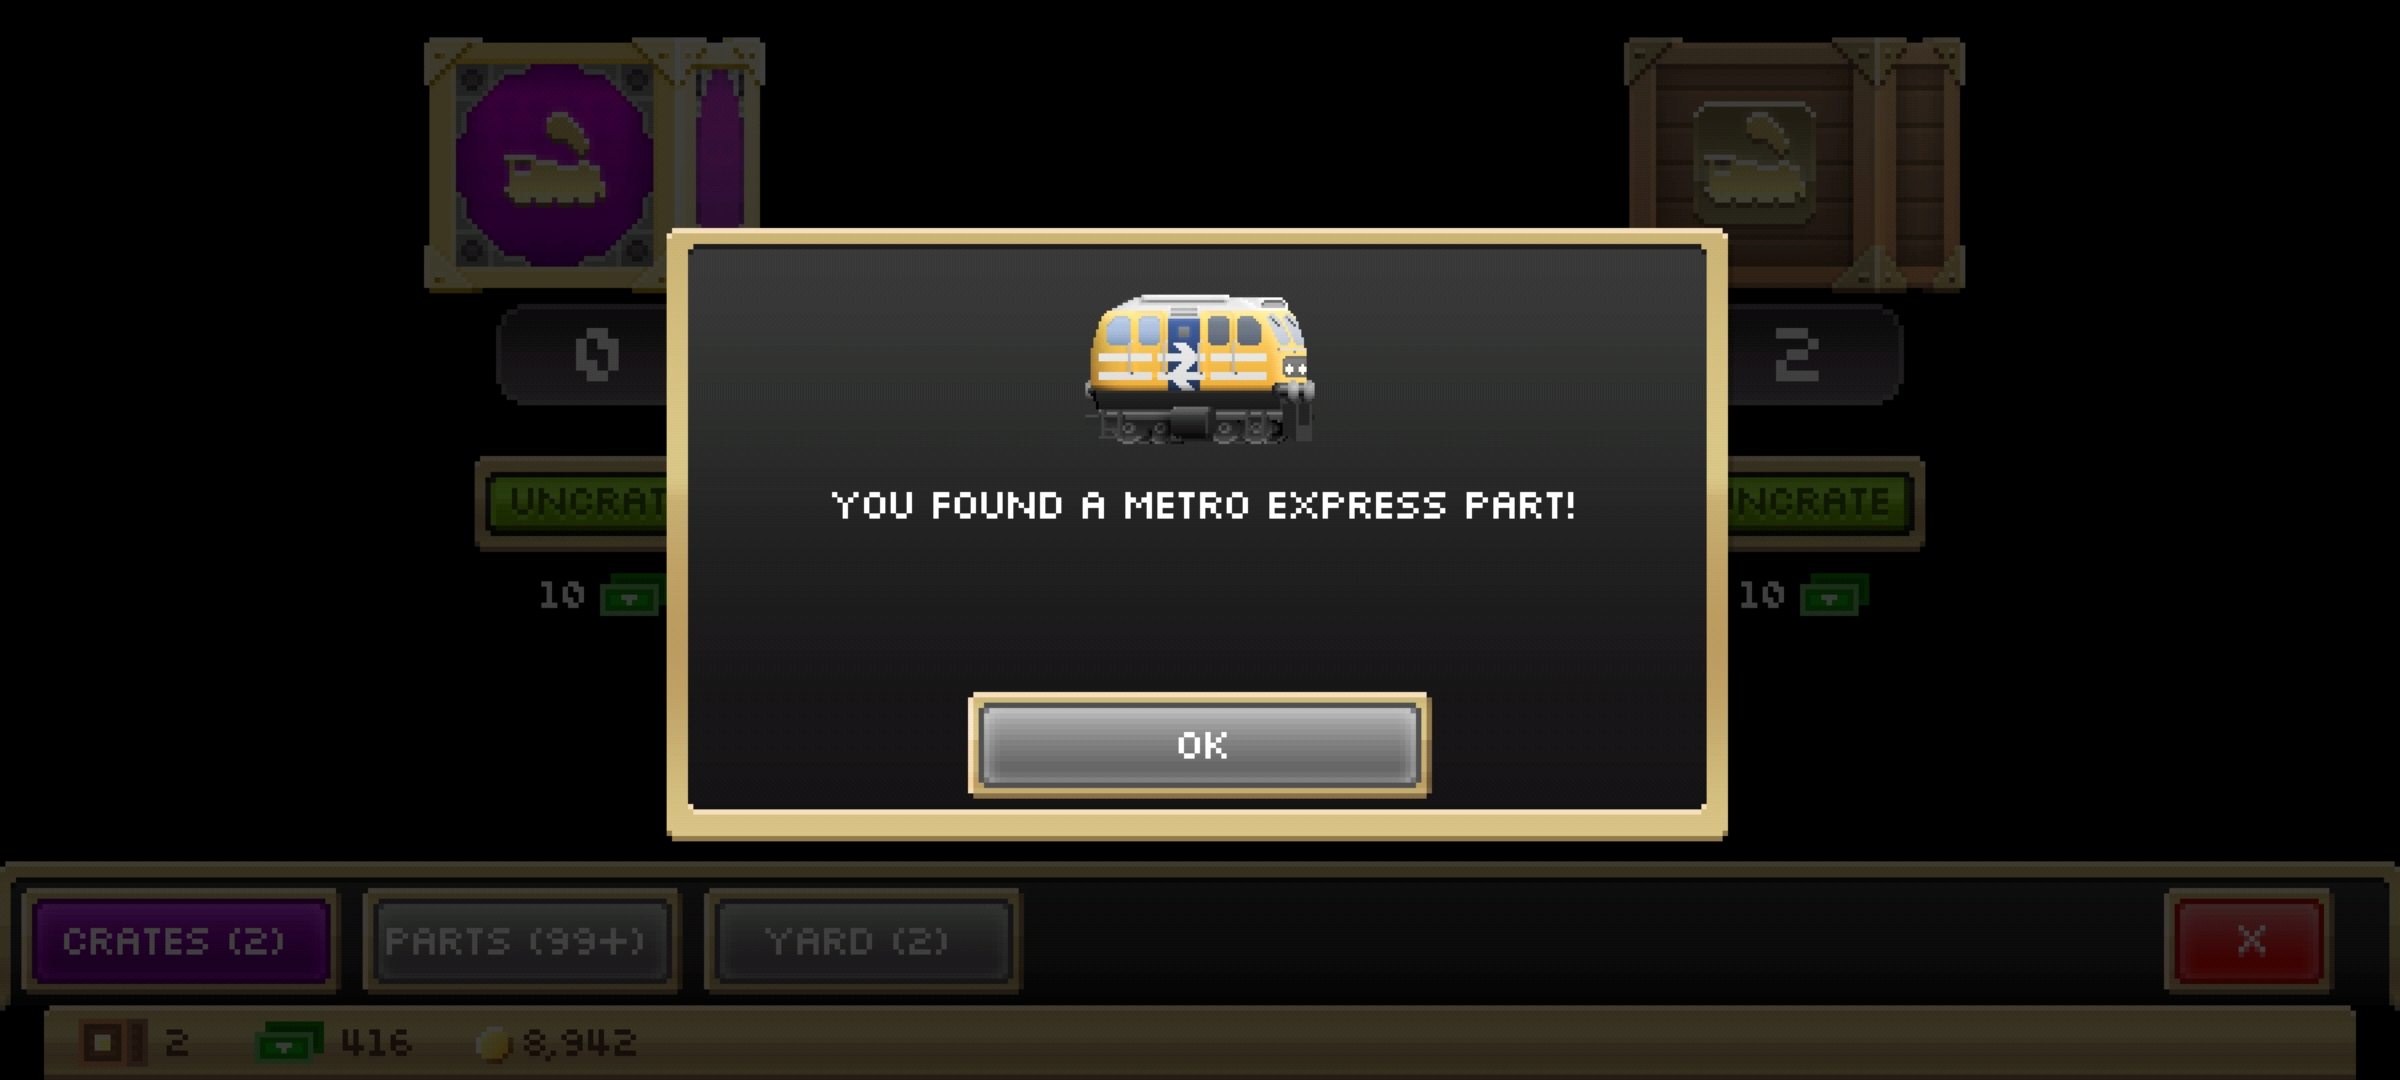 YOU FOUND A METRO EXPRESS PART!
OK
0
2
UNCRAT
NCRATE
10
10
CRATES (2)
PARTS (99+)
YARD (2)
X
2
416
8,942